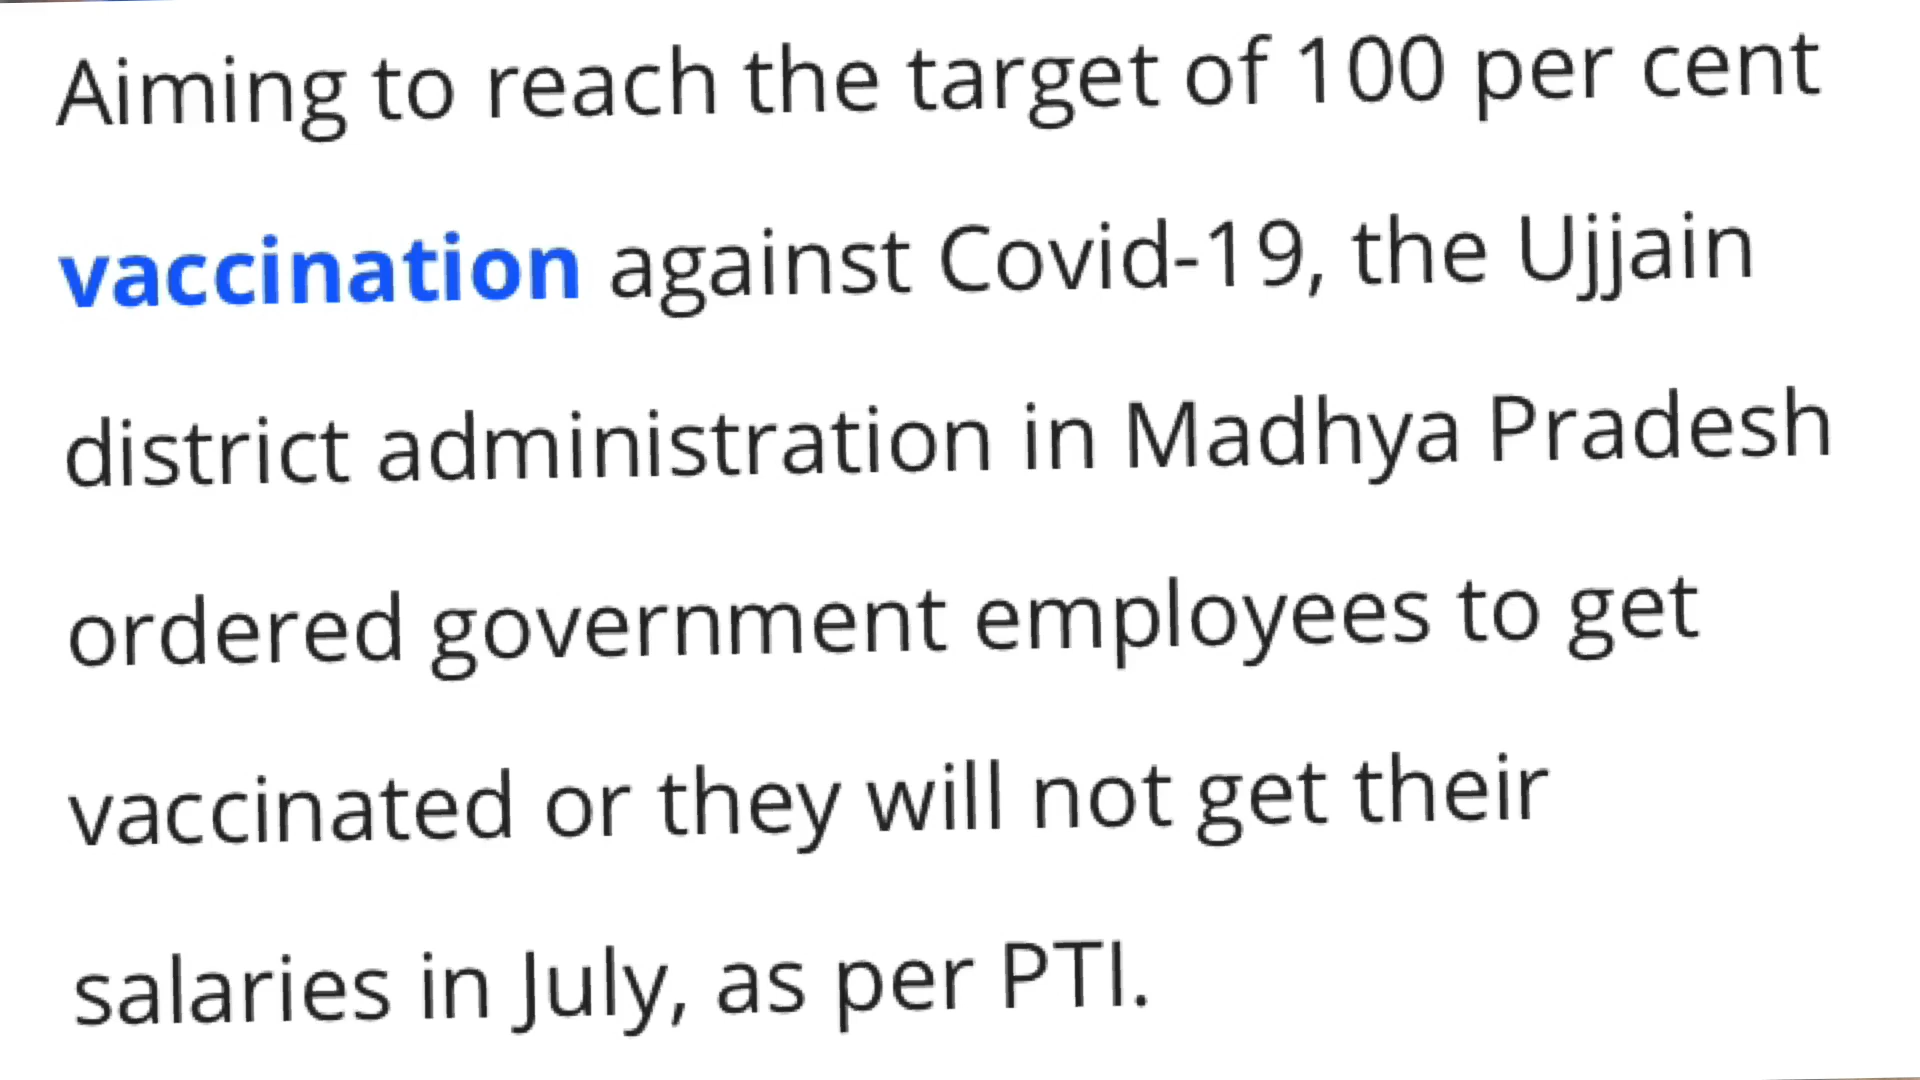 Aiming to reach the target of 100 per cent
vaccination against Covid-19, the Ujjain
district administration in Madhya Pradesh
ordered government employees to get
vaccinated or they will not get their
salaries in July, as per PTI.